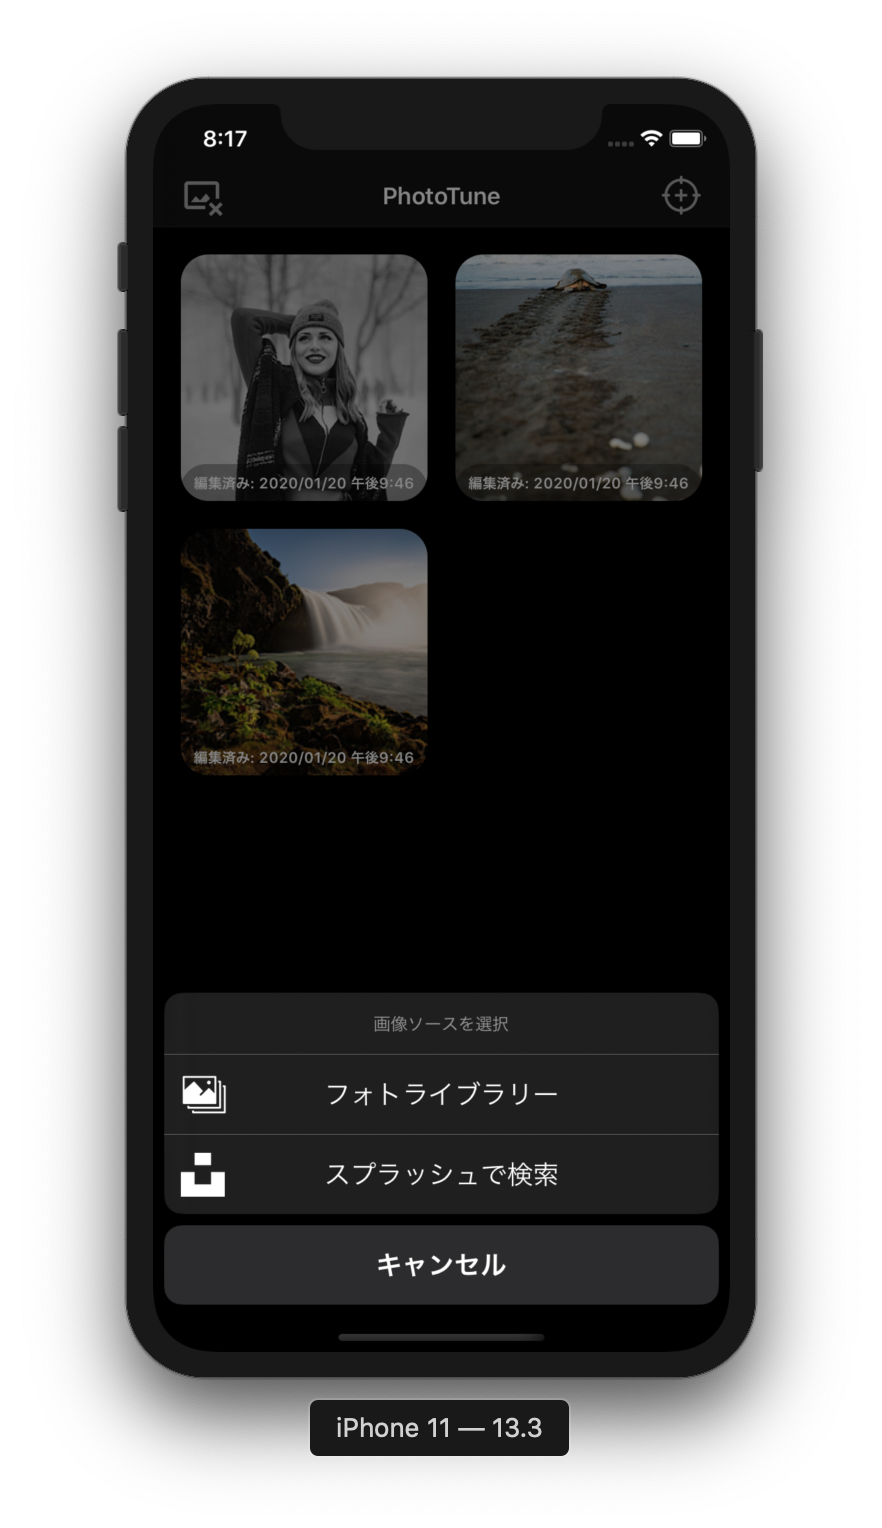 8:17
PhotoTune
編集済み: 2020/01/20 午後9:46
編集済み: 2020/01/20 午後9:46
編集済み: 2020/01/20 午後9:46
画像ソースを選択
フォトライブラリー
スプラッシュで検索
キャンセル
iPhone 11 — 13.3